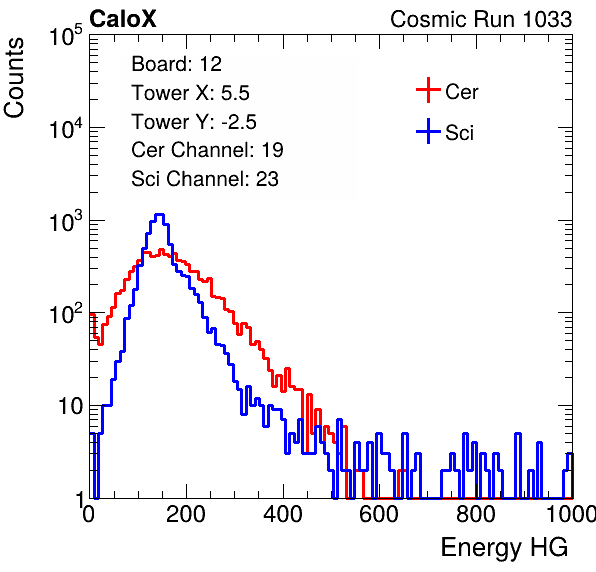 CaloX Cosmic Run 1033
Board: 12
Tower X: 5.5
Tower Y: -2.5
Cer Channel: 19
Sci Channel: 23
Cer
Sci
Counts
10^5
10^4
10^3
10^2
10
1
0 200 400 600 800 1000
Energy HG